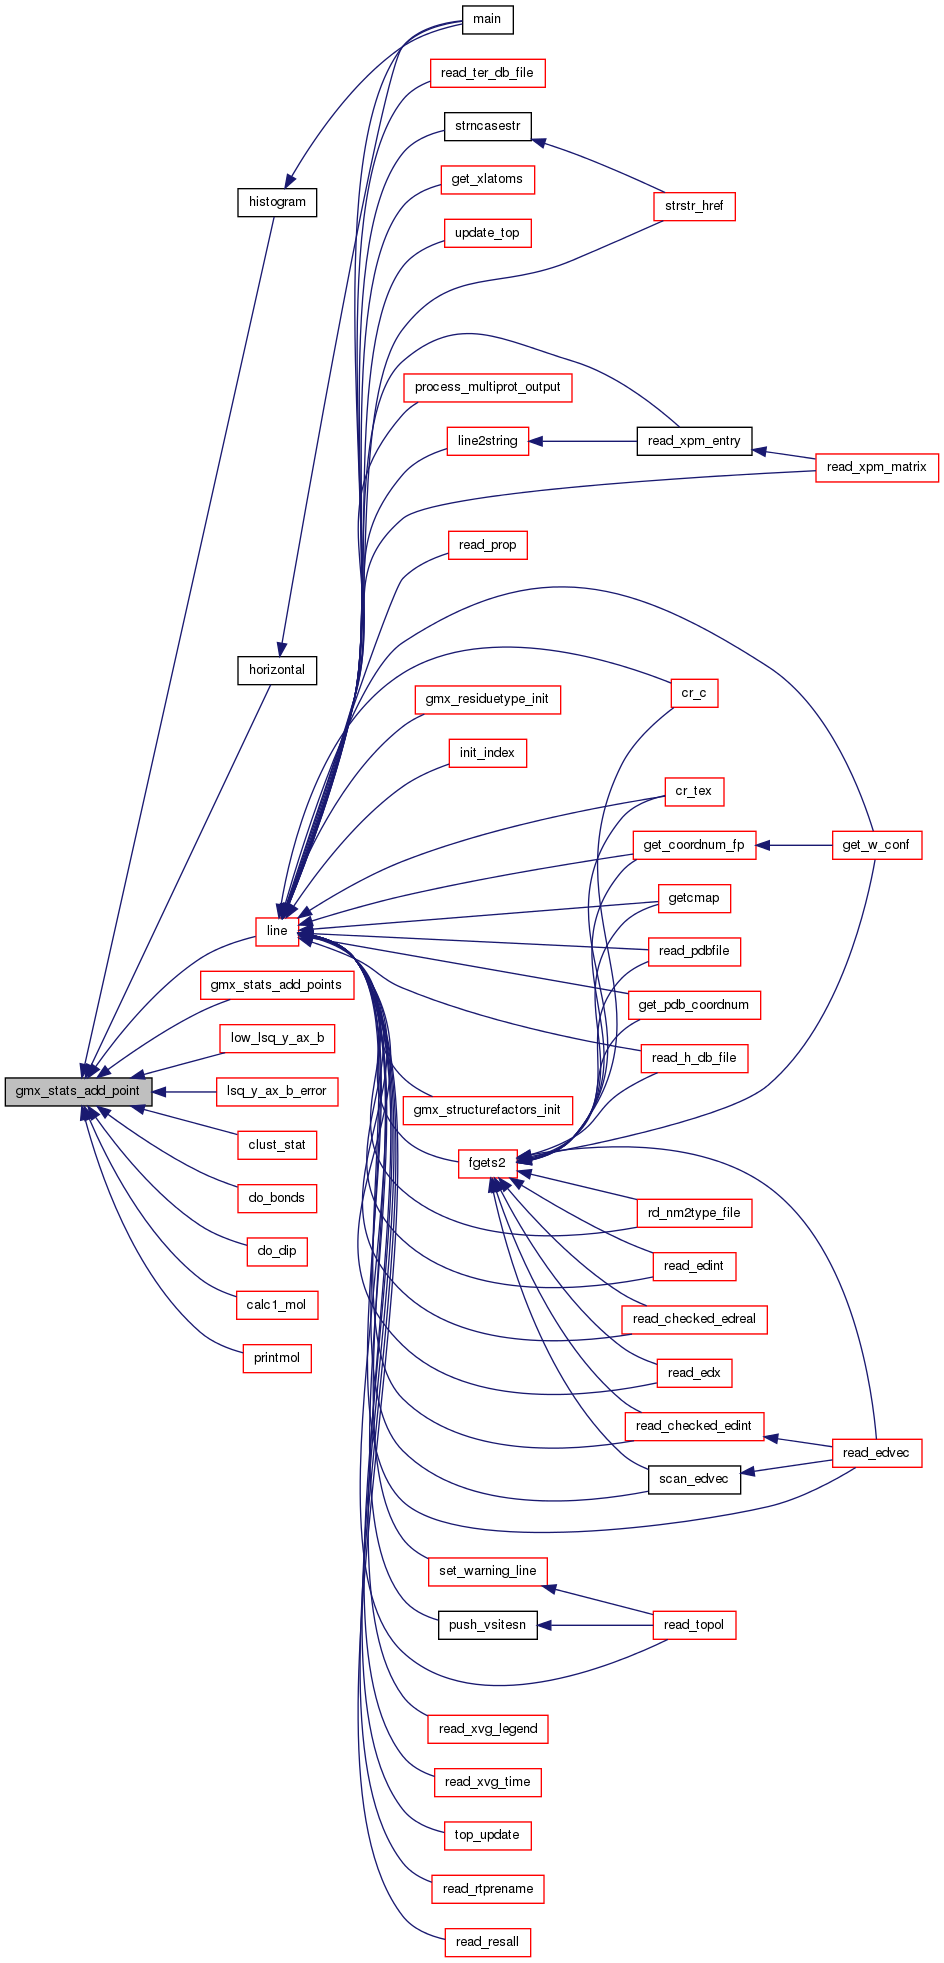 main
read_ter_db_file
strncasestr
get_xlatoms
histogram
strstr_href
update_top
process_multiprot_output
line2string
read_xpm_entry
read_xpm_matrix
read_prop
horizontal
cr_c
gmx_residuetype_init
init_index
cr_tex
get_coordnum_fp
get_w_conf
getcmap
line
read_pdbfile
gmx_stats_add_points
get_pdb_coordnum
low_lsq_y_ax_b
read_h_db_file
gmx_stats_add_point
lsq_y_ax_b_error
gmx_structurefactors_init
clust_stat
fgets2
do_bonds
rd_nm2type_file
do_dip
read_edint
calc1_mol
read_checked_edreal
printmol
read_edx
read_checked_edint
read_edvec
scan_edvec
set_warning_line
push_vsitesn
read_topol
read_xvg_legend
read_xvg_time
top_update
read_rtprename
read_resall